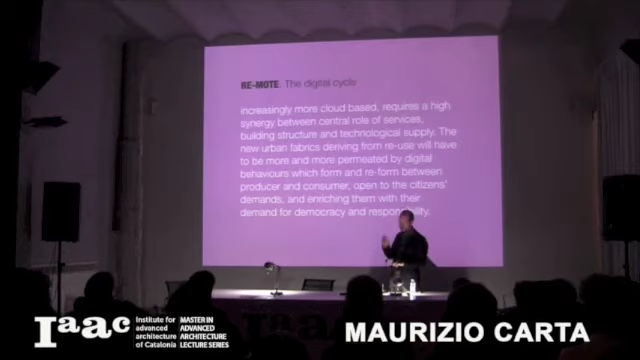 RE-MOTE. The digital cycle
increasingly more cloud based, requires a high
synergy between central role of services,
building structure and technological supply. The
new urban fabrics deriving from re-use will have
to be more and more permeated by digital
behaviours which form and re-form between
producer and consumer, open to the citizens'
demands, and enriching them with their
demand for democracy and responsibility.
Iaac
Institute for
advanced
architecture
of Catalonia
MASTER IN
ADVANCED
ARCHITECTURE
LECTURE SERIES
MAURIZIO CARTA